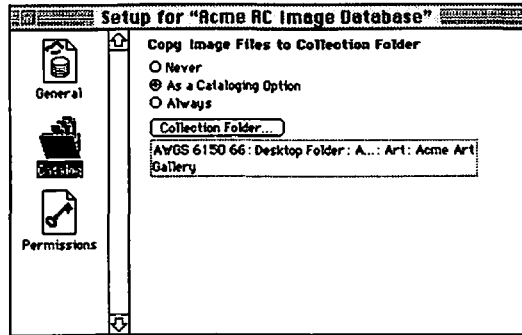 Setup for “Acme RC Image Database”
General
Catalog
Permissions
Copy Image Files to Collection Folder
Never
As a Cataloging Option
Always
Collection Folder...
AWGS 6150 66 : Desktop Folder : A...: Art: Acme Art
Gallery